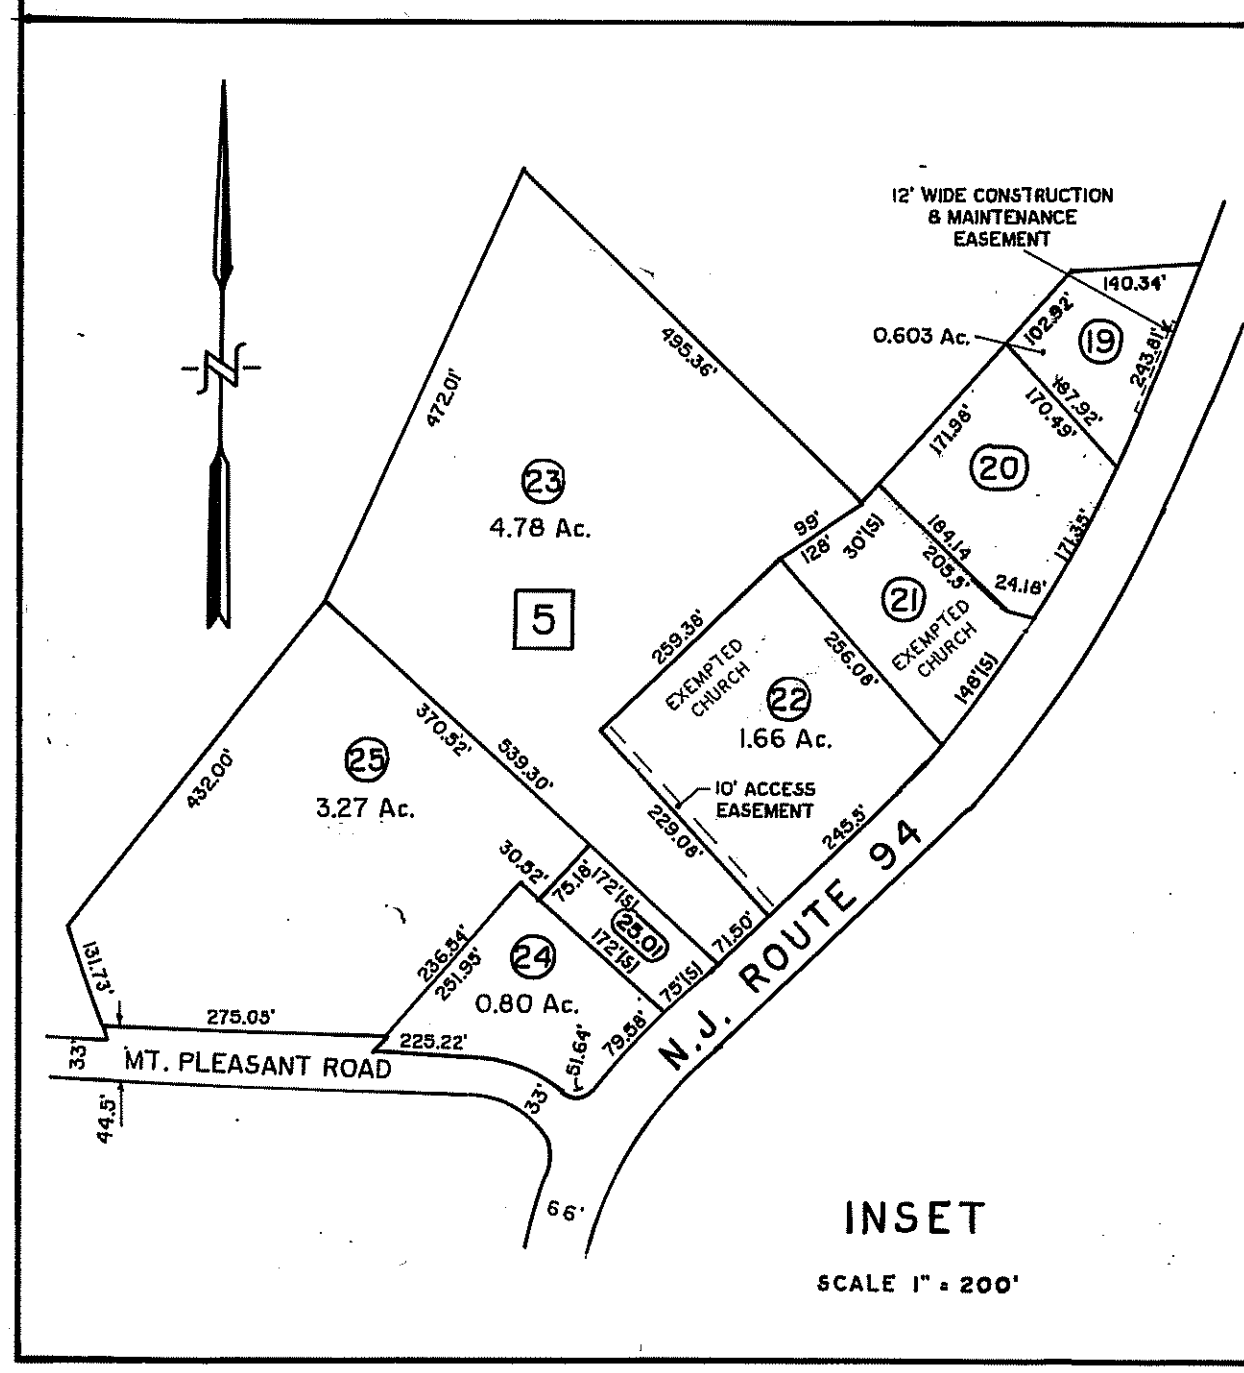 12' WIDE CONSTRUCTION
& MAINTENANCE
EASEMENT
140.34'
102.92'
0.603 Ac.
19
243.81'
187.92'
170.49'
495.36'
472.01'
171.98'
20
23
4.78 Ac.
99'
128'
30'(S)
184.14
205.5'
171.35'
24.18'
21
EXEMPTED
CHURCH
148'(S)
5
259.38'
EXEMPTED
CHURCH
256.08'
22
1.66 Ac.
10' ACCESS
EASEMENT
229.08'
245.5'
370.52'
539.30'
432.00'
25
3.27 Ac.
30.52'
75.18'
172'(S)
25.01
172'(S)
71.50'
75'(S)
N.J. ROUTE 94
131.73'
236.54'
251.95'
24
0.80 Ac.
275.05'
225.22'
51.64'
79.58'
33'
MT. PLEASANT ROAD
44.5'
33'
66'
N
INSET
SCALE 1" = 200'